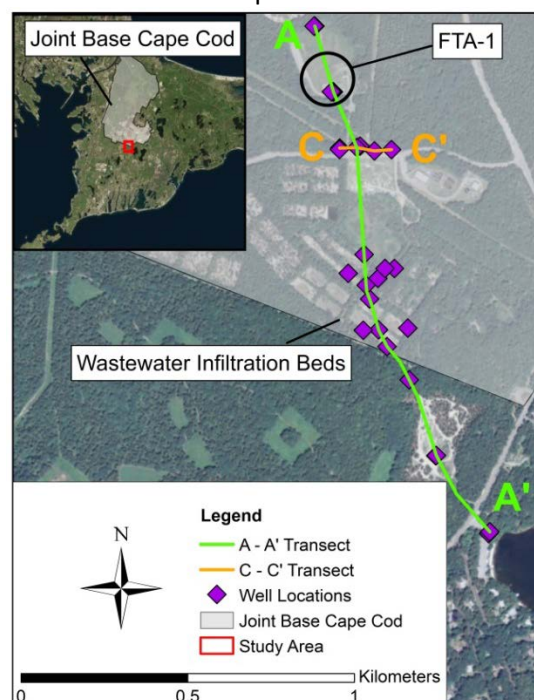 Joint Base Cape Cod
A
FTA-1
C
C'
Wastewater Infiltration Beds
A'
Legend
N
A - A' Transect
C - C' Transect
Well Locations
Joint Base Cape Cod
Study Area
Kilometers
0
0.5
1